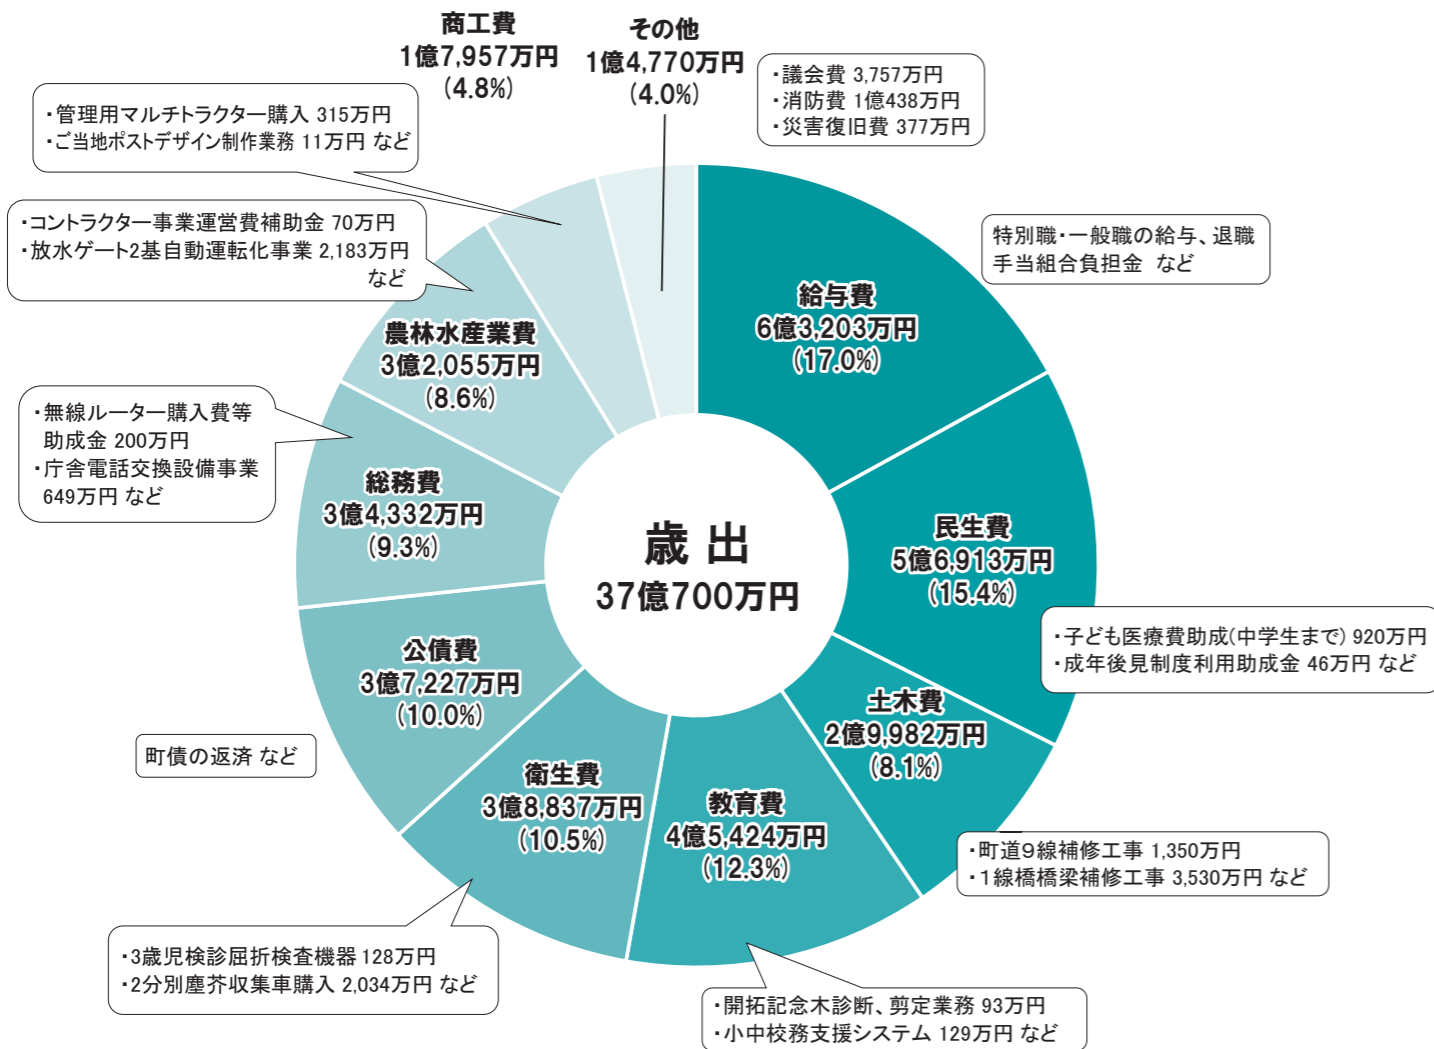 商工費
1億7,957万円
(4.8%)
その他
1億4,770万円
(4.0%)
・議会費 3,757万円
・消防費 1億438万円
・災害復旧費 377万円
・管理用マルチトラクター購入 315万円
・ご当地ポストデザイン制作業務 11万円 など
・コントラクター事業運営費補助金 70万円
・放水ゲート2基自動運転化事業 2,183万円
など
特別職・一般職の給与、退職
手当組合負担金 など
給与費
6億3,203万円
(17.0%)
農林水産業費
3億2,055万円
(8.6%)
・無線ルーター購入費等
助成金 200万円
・庁舎電話交換設備事業
649万円 など
総務費
3億4,332万円
(9.3%)
歳出
37億700万円
民生費
5億6,913万円
(15.4%)
・子ども医療費助成(中学生まで) 920万円
・成年後見制度利用助成金 46万円 など
公債費
3億7,227万円
(10.0%)
町債の返済 など
土木費
2億9,982万円
(8.1%)
・町道9線補修工事 1,350万円
・1線橋橋梁補修工事 3,530万円 など
衛生費
3億8,837万円
(10.5%)
教育費
4億5,424万円
(12.3%)
・3歳児検診屈折検査機器 128万円
・2分別塵芥収集車購入 2,034万円 など
・開拓記念木診断、剪定業務 93万円
・小中校務支援システム 129万円 など